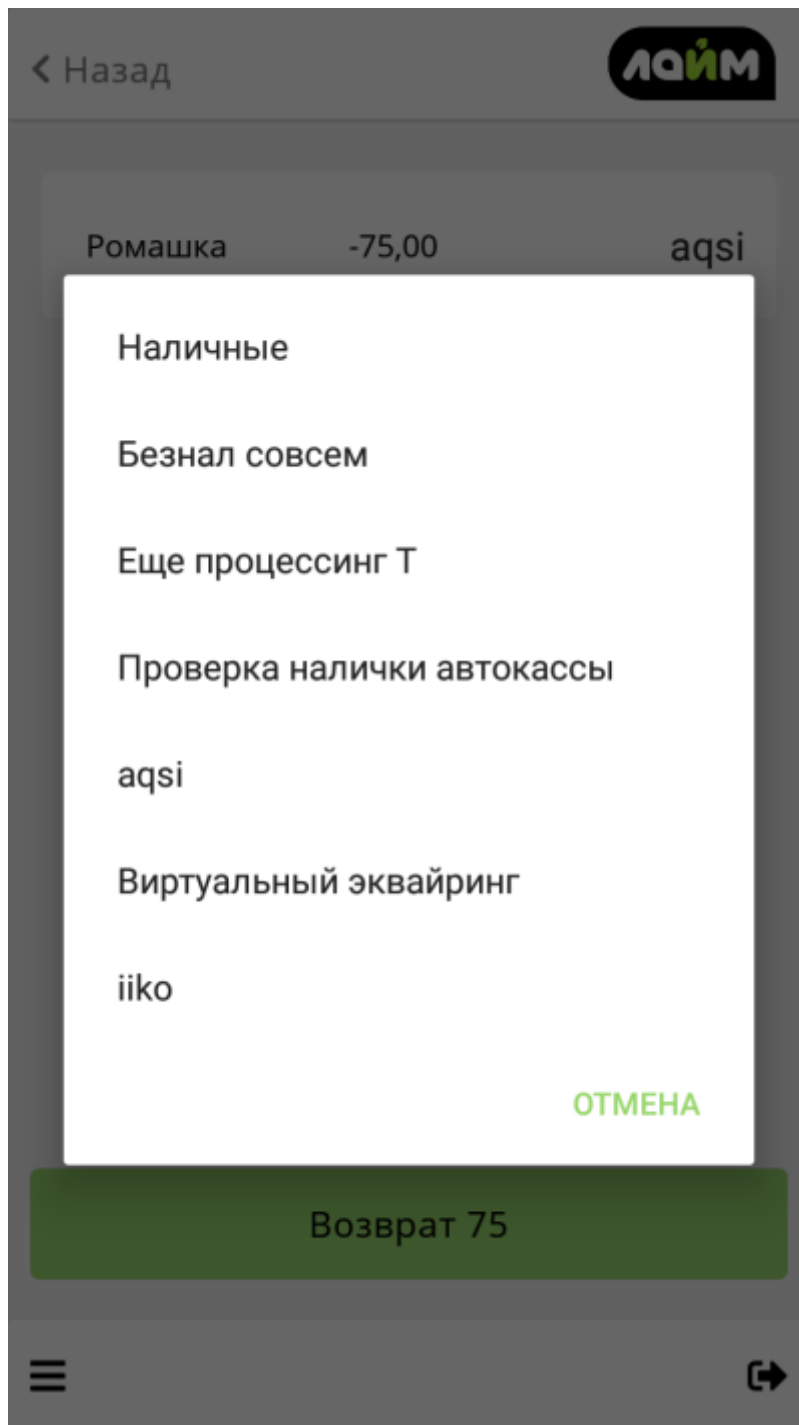 Назад
лайм
Ромашка -75,00 aqsi
Наличные
Безнал совсем
Еще процессинг Т
Проверка налички автокассы
aqsi
Виртуальный эквайринг
iiko
ОТМЕНА
Возврат 75